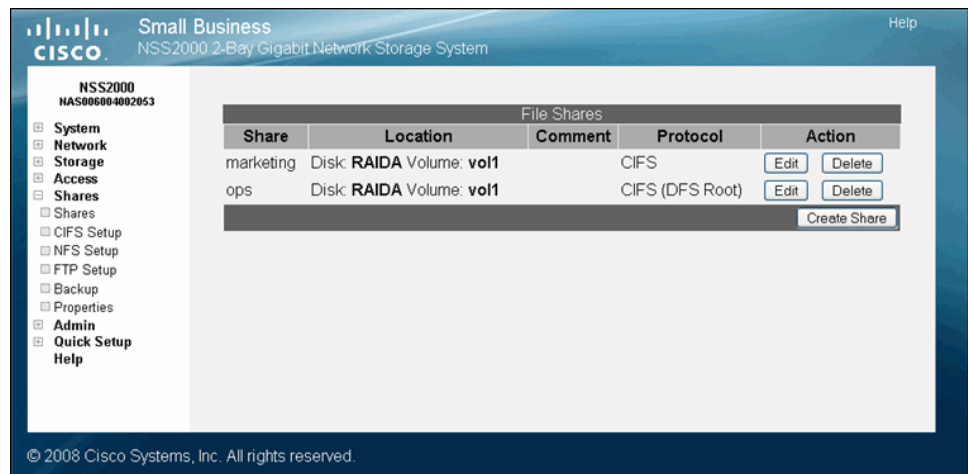 Small Business
Help
CISCO
NSS2000 2-Bay Gigabit Network Storage System
NSS2000
NAS006004002053
System
Network
Storage
Access
Shares
Shares
CIFS Setup
NFS Setup
FTP Setup
Backup
Properties
Admin
Quick Setup
Help
File Shares
Share Location Comment Protocol Action
marketing Disk: RAIDA Volume: vol1 CIFS Edit Delete
ops Disk: RAIDA Volume: vol1 CIFS (DFS Root) Edit Delete
Create Share
© 2008 Cisco Systems, Inc. All rights reserved.